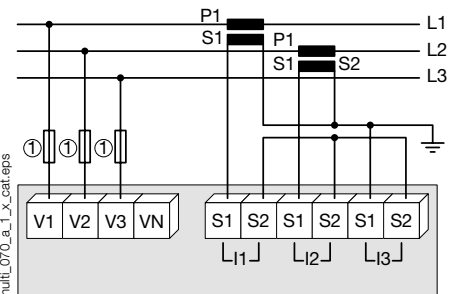 P1 L1
S1 P1 L2
S1 S2 L3
① ① ①
V1 V2 V3 VN S1 S2 S1 S2 S1 S2
I1 I2 I3
multi_070_a_1_x_cat.eps